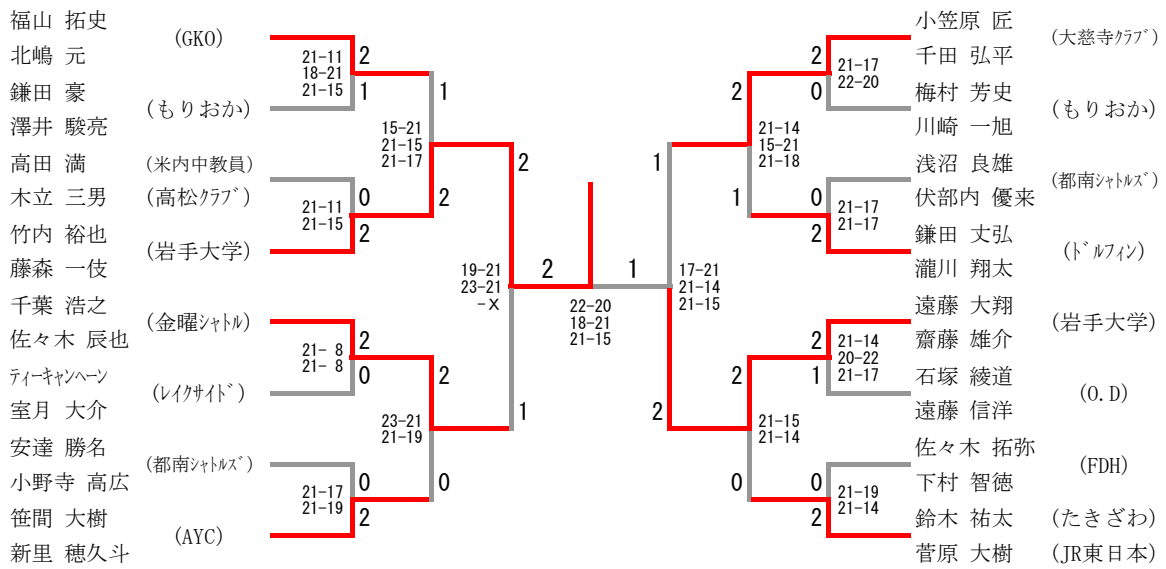 福山 拓史
(GKO)
北嶋 元
鎌田 豪
(もりおか)
澤井 駿亮
高田 満 (米内中教員)
木立 三男 (高松クラブ)
竹内 裕也
(岩手大学)
藤森 一伎
千葉 浩之
(金曜シャトル)
佐々木 辰也
ティーキャンヘーン
(レイクサイド)
室月 大介
安達 勝名
(都南シャトルズ)
小野寺 高広
笹間 大樹
(AYC)
新里 穂久斗
2
21-11
18-21
21-15
1
0
21-11
21-15
2
2
21- 8
21- 8
0
0
21-17
21-19
2
1
15-21
21-15
21-17
2
2
23-21
21-19
0
2
19-21
23-21
-X
1
2
22-20
18-21
21-15
1
1
17-21
21-14
21-15
2
2
21-14
15-21
21-18
1
2
21-15
21-14
0
2
21-17
22-20
0
0
21-17
21-17
2
2
21-14
20-22
21-17
1
0
21-19
21-14
2
小笠原 匠
(大慈寺クラブ)
千田 弘平
梅村 芳史
(もりおか)
川崎 一旭
浅沼 良雄
(都南シャトルズ)
伏部内 優来
鎌田 丈弘
(ドルフィン)
瀧川 翔太
遠藤 大翔
(岩手大学)
齋藤 雄介
石塚 綾道
(O.D)
遠藤 信洋
佐々木 拓弥
(FDH)
下村 智徳
鈴木 祐太 (たきざわ)
菅原 大樹 (JR東日本)